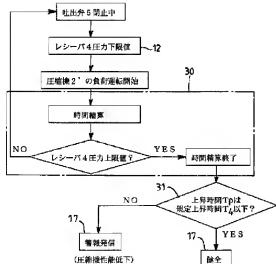 吐出弁5閉止中
レシーバ4圧力下限値
12
圧縮機2'の負荷運転開始
30
時間積算
NO
レシーバ4圧力上限値?
YES
時間積算終了
31
上昇時間Tpは
規定上昇時間T4以下?
NO
YES
17
警報発信
(圧縮機性能低下)
17